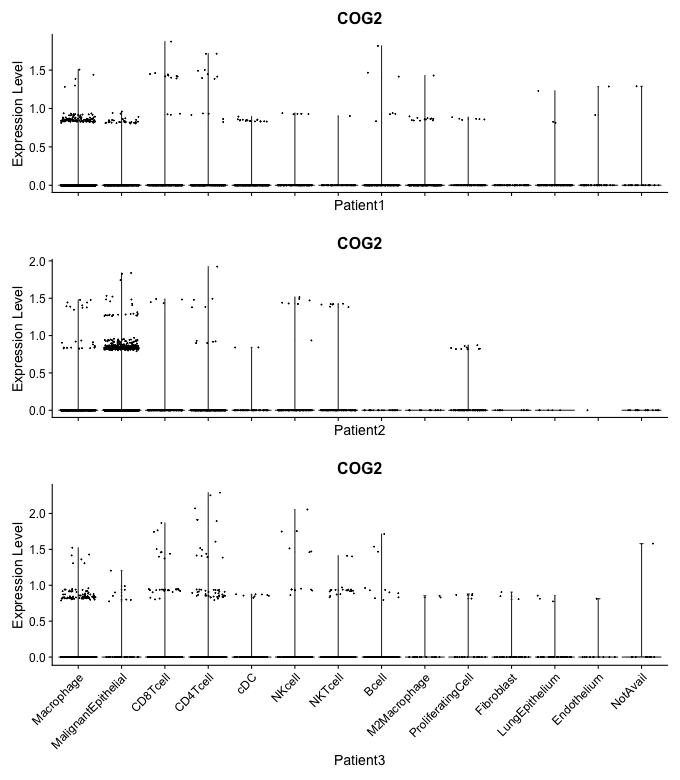 COG2
Expression Level
1.5
1.0
0.5
0.0
Patient1
COG2
Expression Level
2.0
1.5
1.0
0.5
0.0
Patient2
COG2
Expression Level
2.0
1.5
1.0
0.5
0.0
Macrophage
MalignantEpithelial
CD8Tcell
CD4Tcell
cDC
NKcell
NKTcell
Bcell
M2Macrophage
ProliferatingCell
Fibroblast
LungEpithelium
Endothelium
NotAvail
Patient3